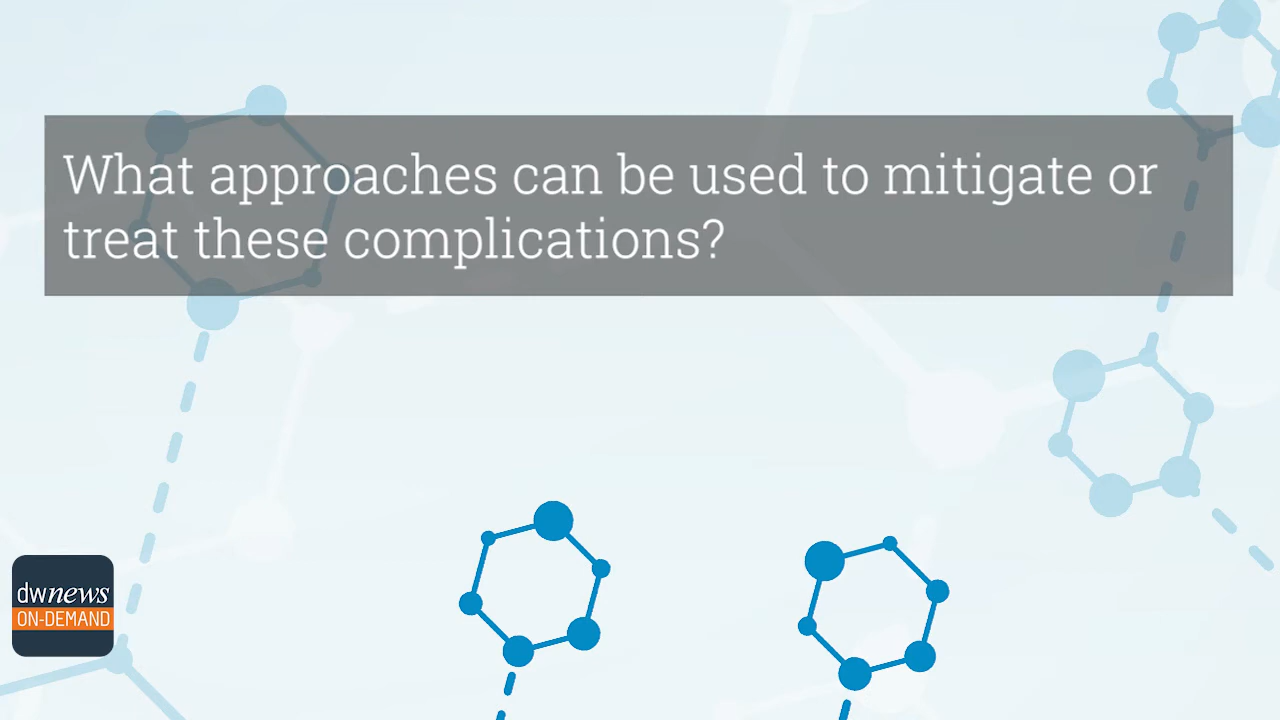 What approaches can be used to mitigate or
treat these complications?
dwnews
ON-DEMAND